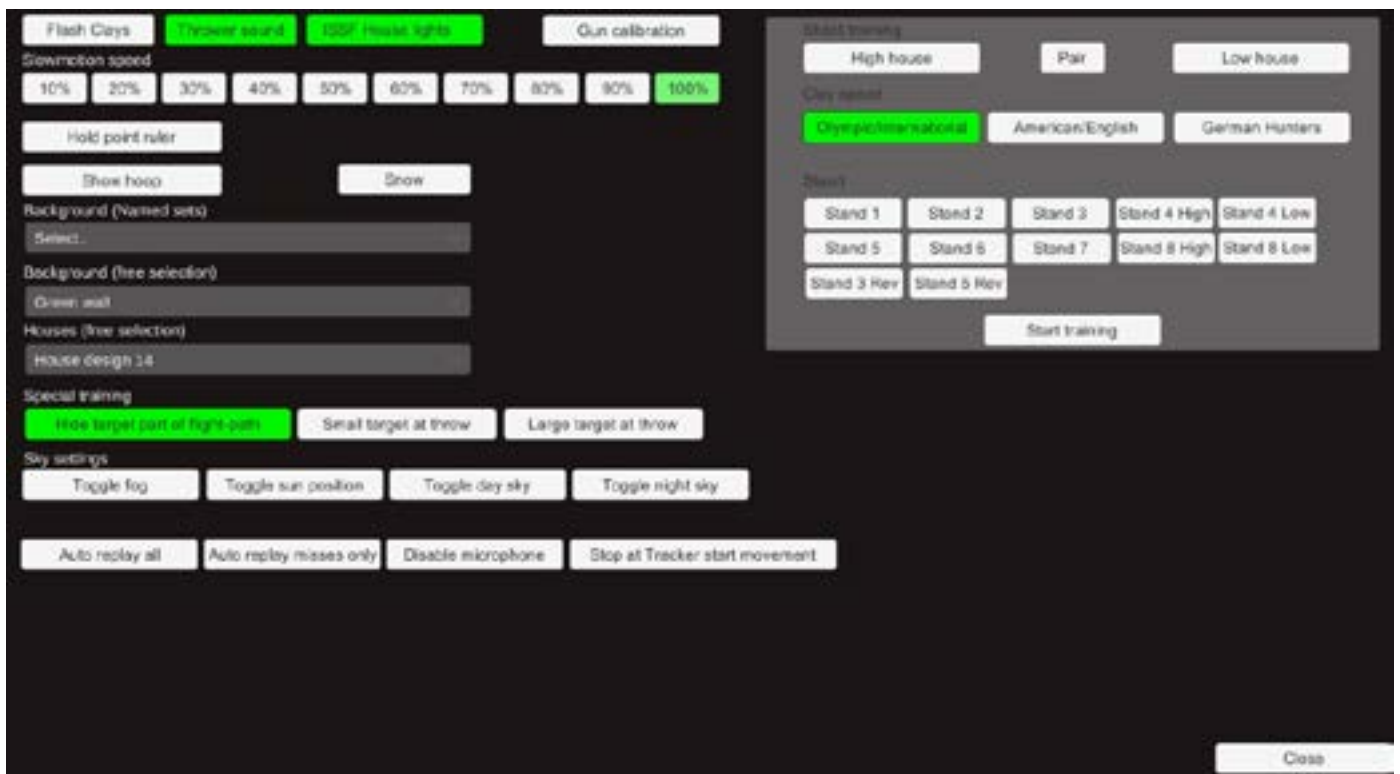 Flash Clays Thrower sound ISSF House lights Gun calibration
Slowmotion speed
10% 20% 30% 40% 50% 60% 70% 80% 90% 100%
Hold point ruler
Show hoop Snow
Background (Named sets)
Select..
Background (free selection)
Green wall
Houses (free selection)
House design 14
Special training
Hide target part of flight-path Small target at throw Large target at throw
Sky settings
Toggle fog Toggle sun position Toggle day sky Toggle night sky
Auto replay all Auto replay misses only Disable microphone Stop at Tracker start movement
training
High house Pair Low house
Clay speed
Olympic/International American/English German Hunters
Stand
Stand 1 Stand 2 Stand 3 Stand 4 High Stand 4 Low
Stand 5 Stand 6 Stand 7 Stand 8 High Stand 8 Low
Stand 3 Rev Stand 5 Rev
Start training
Close